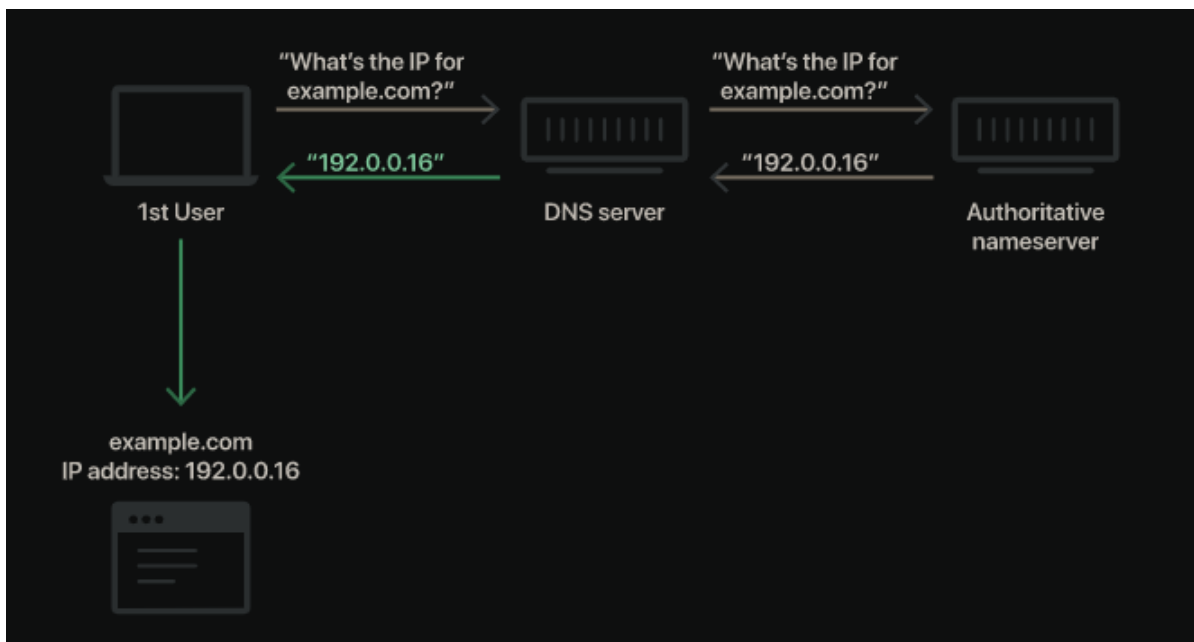 “What’s the IP for
example.com?”
“What’s the IP for
example.com?”
“192.0.0.16”
“192.0.0.16”
1st User
DNS server
Authoritative
nameserver
example.com
IP address: 192.0.0.16